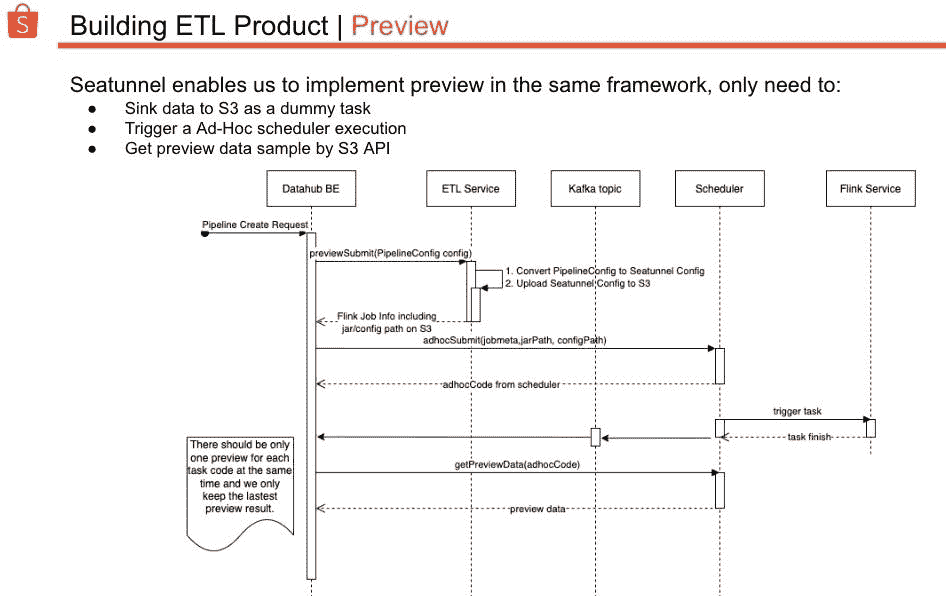 S
Building ETL Product | Preview
Seatunnel enables us to implement preview in the same framework, only need to:
● Sink data to S3 as a dummy task
● Trigger a Ad-Hoc scheduler execution
● Get preview data sample by S3 API
Datahub BE
ETL Service
Kafka topic
Scheduler
Flink Service
Pipeline Create Request
previewSubmit(PipelineConfig config)
1. Convert PipelineConfig to Seatunnel Config
2. Upload Seatunnel Config to S3
Flink Job Info including
jar/config path on S3
adhocSubmit(jobmeta,jarPath, configPath)
adhocCode from scheduler
trigger task
task finish
There should be only
one preview for each
task code at the same
time and we only
keep the lastest
preview result.
getPreviewData(adhocCode)
preview data